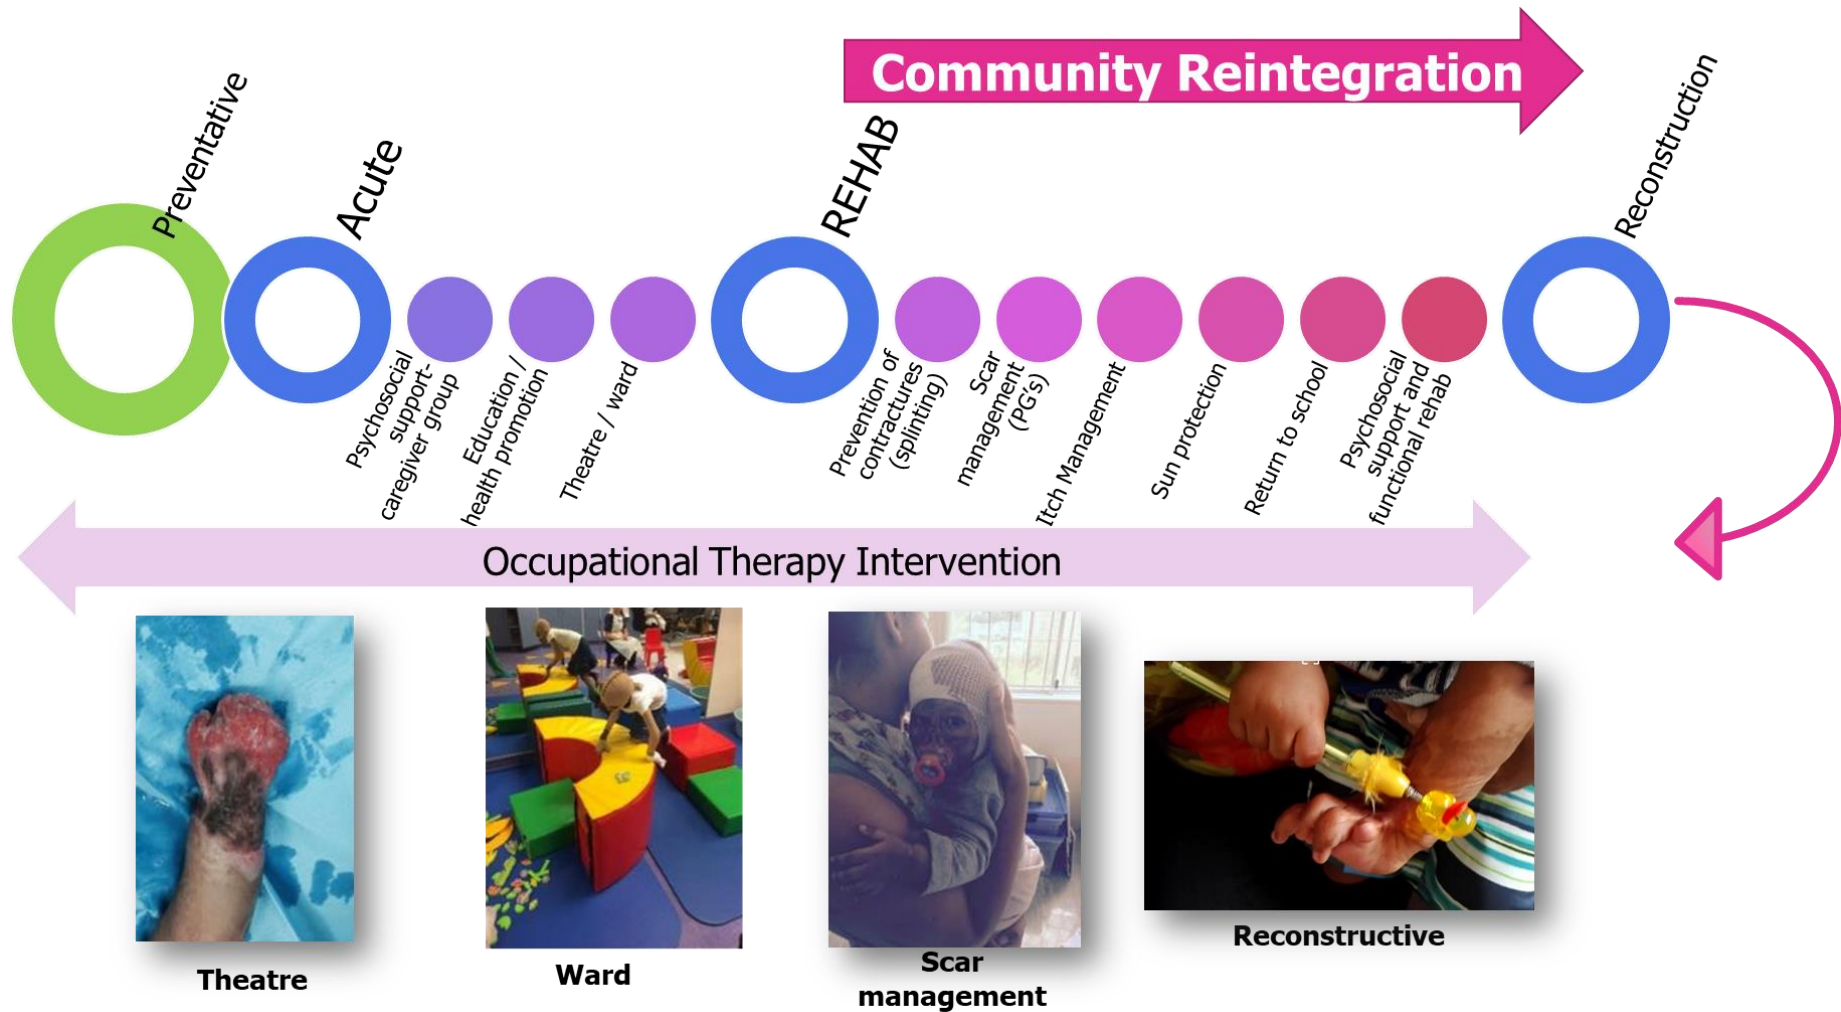 Community Reintegration
Preventative
Acute
REHAB
Reconstruction
Psychosocial
support-
caregiver group
Education /
health promotion
Theatre / ward
Prevention of
contractures
(splinting)
Scar
management
(PG's)
Itch Management
Sun protection
Return to school
Psychosocial
support and
functional rehab
Occupational Therapy Intervention
Theatre
Ward
Scar
management
Reconstructive